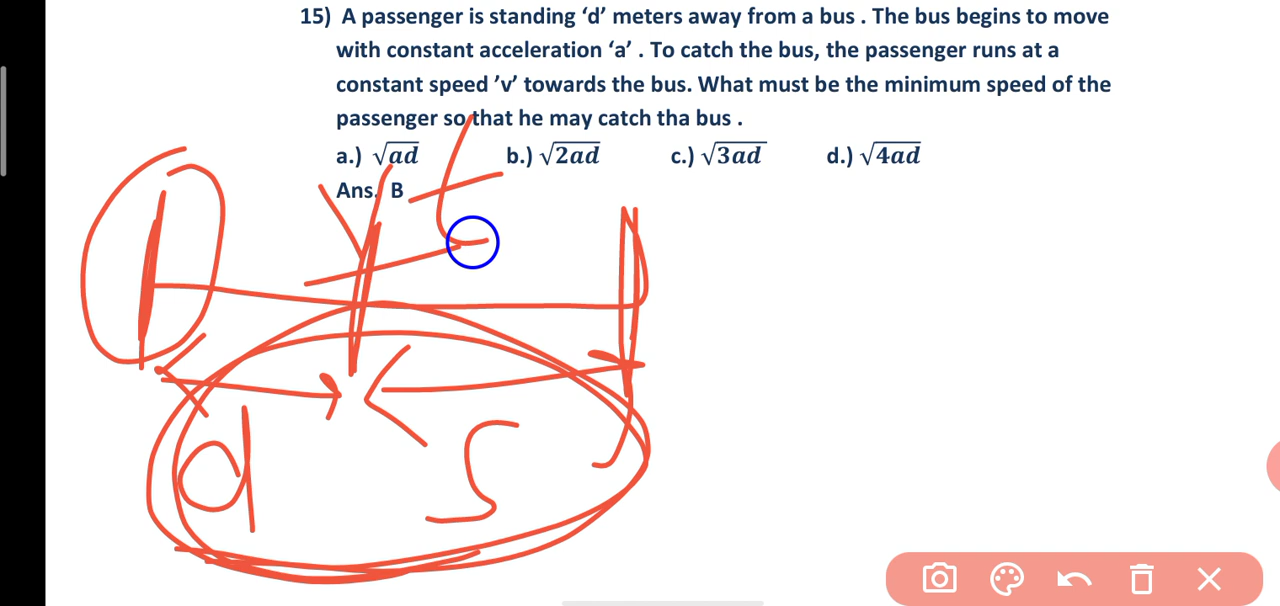 15) A passenger is standing ‘d’ meters away from a bus . The bus begins to move
with constant acceleration ‘a’ . To catch the bus, the passenger runs at a
constant speed ’v’ towards the bus. What must be the minimum speed of the
passenger so that he may catch tha bus .
a.) √ad b.) √2ad c.) √3ad d.) √4ad
Ans. B
d S